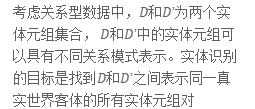 考虑关系型数据中，D和D'为两个实
体元组集合， D和D'中的实体元组可
以具有不同关系模式表示。实体识别
的目标是找到D和D'之间表示同一真
实世界客体的所有实体元组对